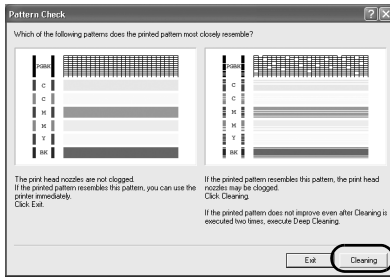 Pattern Check
Which of the following patterns does the printed pattern most closely resemble?
PGBK
C
C
M
M
Y
BK
PGBK
C
C
M
M
Y
BK
The print head nozzles are not clogged.
If the printed pattern resembles this pattern, you can use the
printer immediately.
Click Exit.
If the printed pattern resembles this pattern, the print head
nozzles may be clogged.
Click Cleaning.
If the printed pattern does not improve even after Cleaning is
executed two times, execute Deep Cleaning.
Exit
Cleaning